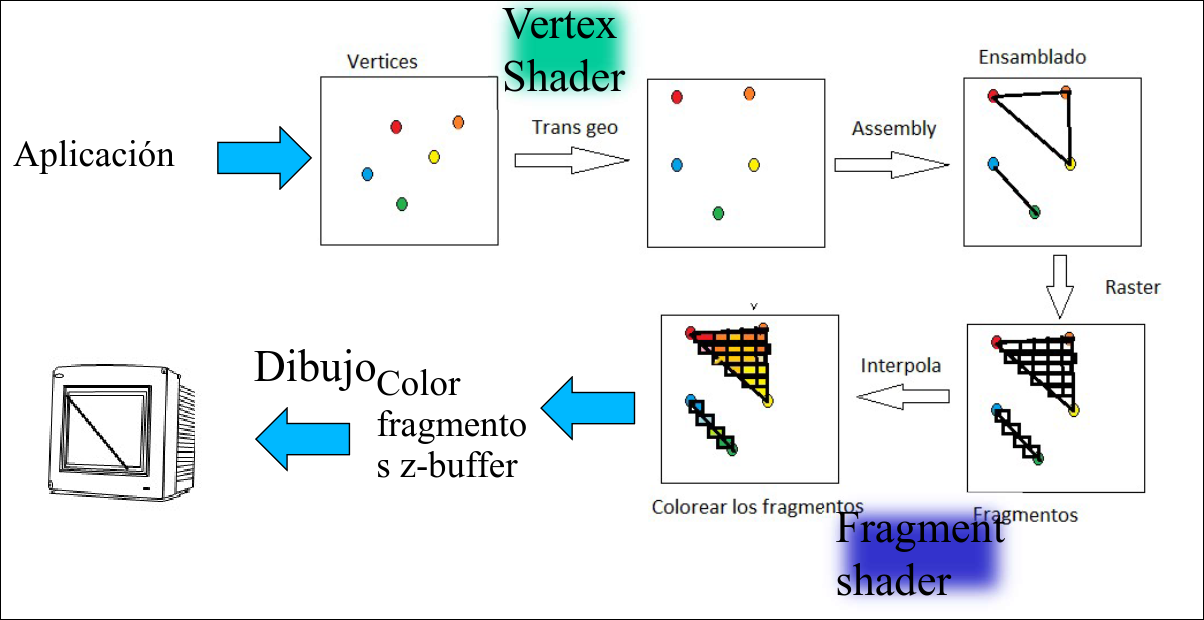 Vertex
Shader
Vertices
Ensamblado
Aplicación
Trans geo
Assembly
Raster
Interpola
Dibujo
Color
fragmento
s z-buffer
Colorear los fragmentos
Fragmentos
Fragment
shader